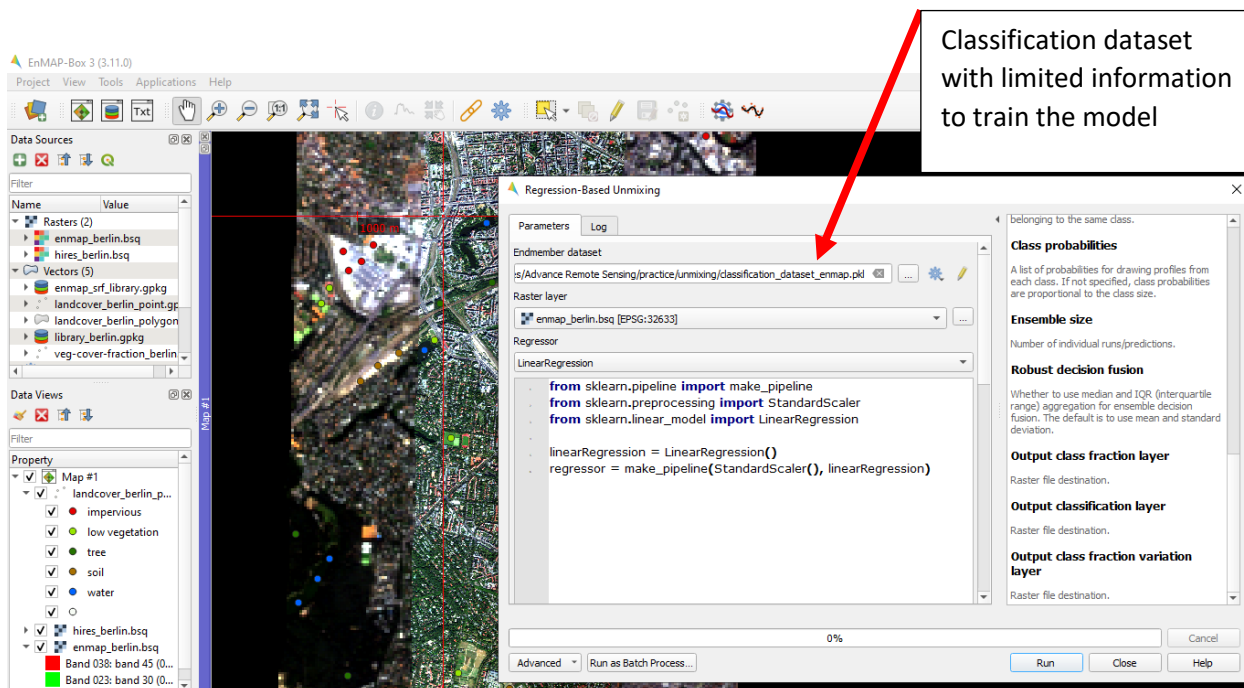 Classification dataset
with limited information
to train the model
EnMAP-Box 3 (3.11.0)
Project View Tools Applications Help
Txt
1:1
Data Sources
Filter
Name Value
Rasters (2)
enmap_berlin.bsq
hires_berlin.bsq
Vectors (5)
enmap_srf_library.gpkg
landcover_berlin_point.gp
landcover_berlin_polygon
library_berlin.gpkg
veg-cover-fraction_berlin
Data Views
Filter
Property
Map #1
landcover_berlin_p...
impervious
low vegetation
tree
soil
water
hires_berlin.bsq
enmap_berlin.bsq
Band 038: band 45 (0...
Band 023: band 30 (0...
Map #1
1000 m
Regression-Based Unmixing
Parameters Log
Endmember dataset
s/Advance Remote Sensing/practice/unmixing/classification_dataset_enmap.pkl
...
Raster layer
enmap_berlin.bsq [EPSG:32633]
...
Regressor
LinearRegression
from sklearn.pipeline import make_pipeline
from sklearn.preprocessing import StandardScaler
from sklearn.linear_model import LinearRegression
linearRegression = LinearRegression()
regressor = make_pipeline(StandardScaler(), linearRegression)
belonging to the same class.
Class probabilities
A list of probabilities for drawing profiles from
each class. If not specified, class probabilities
are proportional to the class size.
Ensemble size
Number of individual runs/predictions.
Robust decision fusion
Whether to use median and IQR (interquartile
range) aggregation for ensemble decision
fusion. The default is to use mean and standard
deviation.
Output class fraction layer
Raster file destination.
Output classification layer
Raster file destination.
Output class fraction variation
layer
Raster file destination.
0%
Cancel
Advanced Run as Batch Process...
Run Close Help